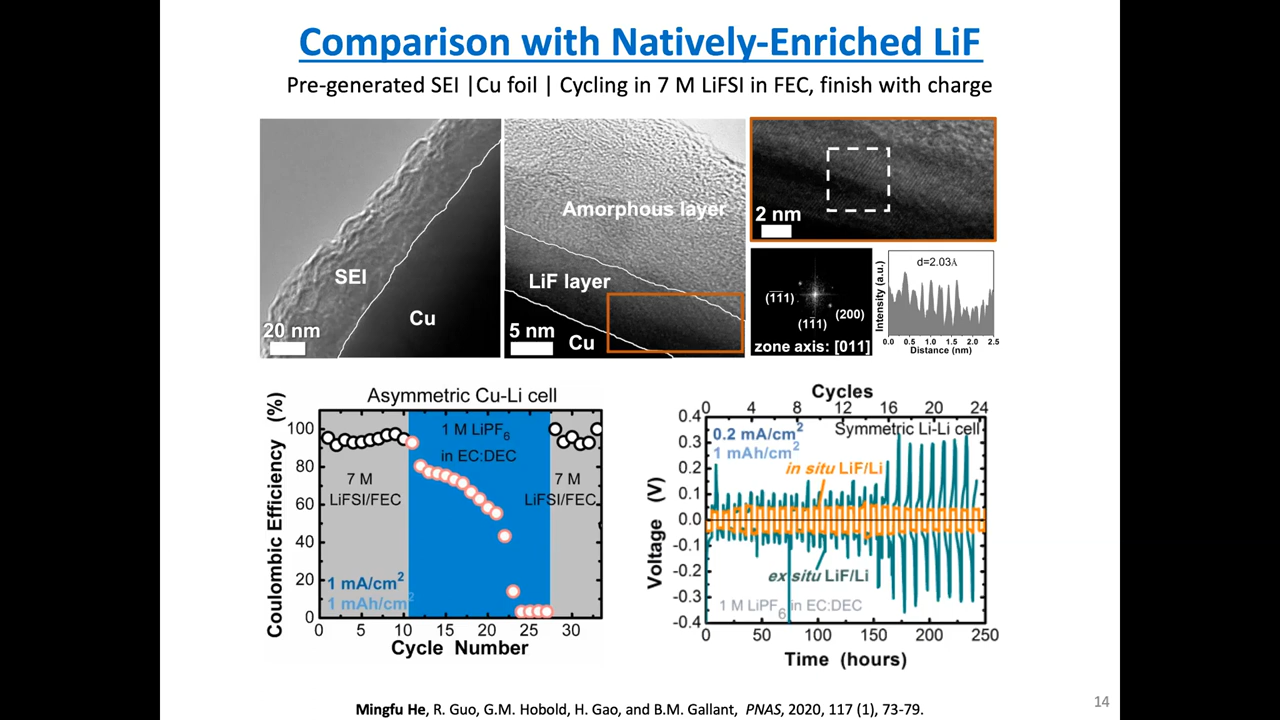 Comparison with Natively-Enriched LiF
Pre-generated SEI |Cu foil | Cycling in 7 M LiFSI in FEC, finish with charge
SEI
Cu
20 nm
Amorphous layer
LiF layer
5 nm
Cu
2 nm
(1̅1̅1)
(11̅1)
(200)
zone axis: [011]
d=2.03Å
Intensity (a.u.)
0.0 0.5 1.0 1.5 2.0 2.5
Distance (nm)
Asymmetric Cu-Li cell
Coulombic Efficiency (%)
100
80
60
40
20
0
1 M LiPF6
in EC:DEC
7 M
LiFSI/FEC
7 M
LiFSI/FEC
1 mA/cm2
1 mAh/cm2
0 5 10 15 20 25 30
Cycle Number
Cycles
0 4 8 12 16 20 24
Voltage (V)
0.4
0.3
0.2
0.1
0.0
-0.1
-0.2
-0.3
-0.4
0.2 mA/cm2
1 mAh/cm2
Symmetric Li-Li cell
in situ LiF/Li
ex situ LiF/Li
1 M LiPF6 in EC:DEC
0 50 100 150 200 250
Time (hours)
Mingfu He, R. Guo, G.M. Hobold, H. Gao, and B.M. Gallant, PNAS, 2020, 117 (1), 73-79.
14